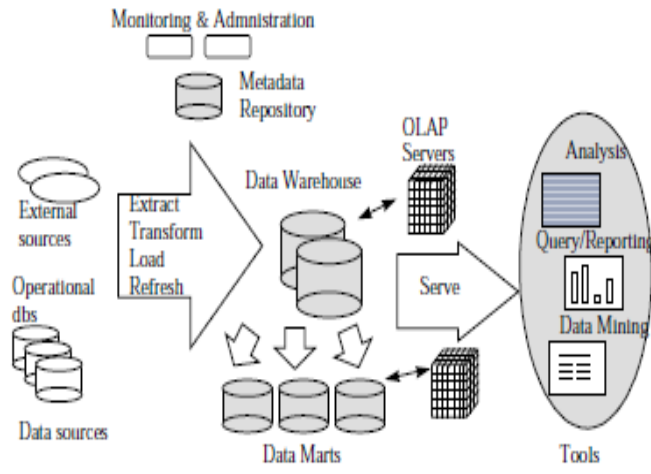 Monitoring & Admnistration
Metadata
Repository
OLAP
Servers
Analysis
Data Warehouse
External
sources
Extract
Transform
Load
Refresh
Query/Reporting
Operational
dbs
Serve
Data Mining
Data sources
Data Marts
Tools